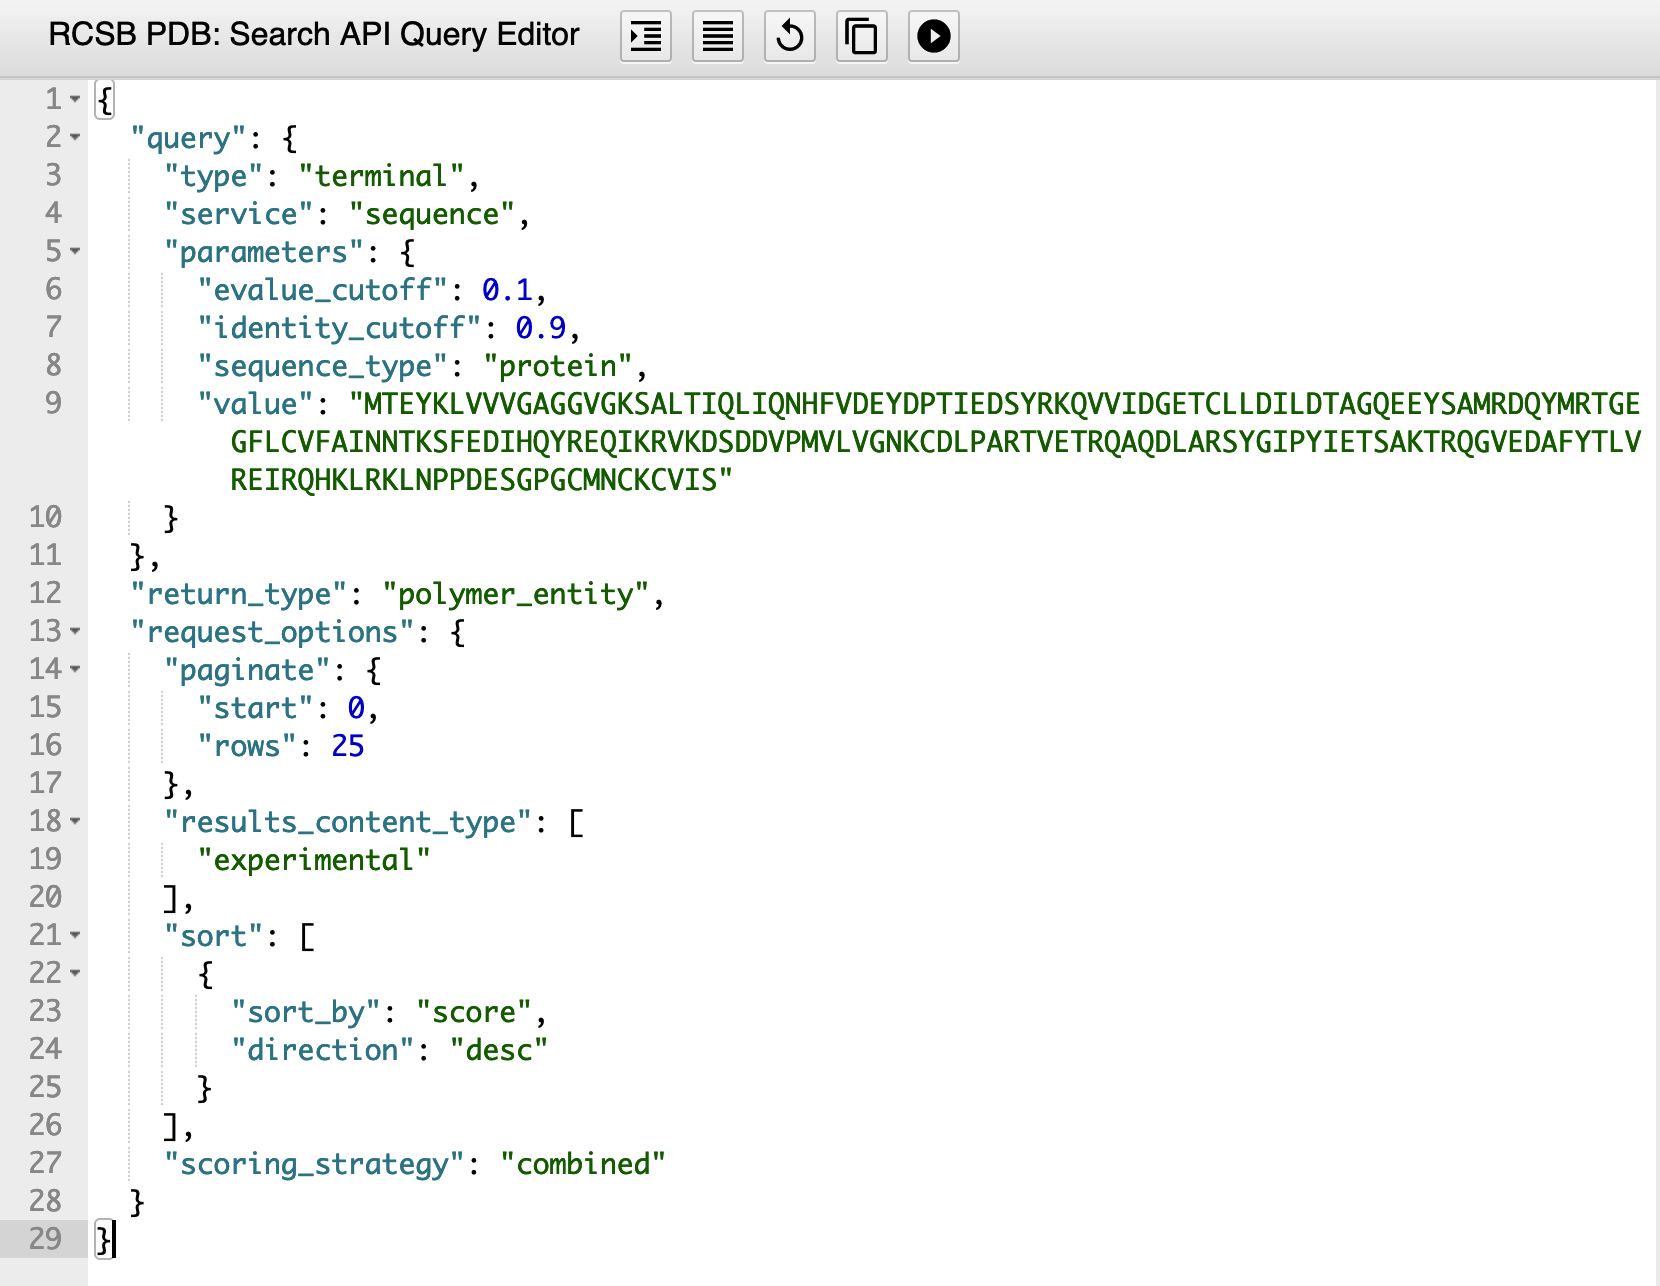 RCSB PDB: Search API Query Editor
1 {
2 "query": {
3 "type": "terminal",
4 "service": "sequence",
5 "parameters": {
6 "evalue_cutoff": 0.1,
7 "identity_cutoff": 0.9,
8 "sequence_type": "protein",
9 "value": "MTEYKLVVVGAGGVGKSALTIQLIQNHFVDEYDPTIEDSYRKQVVIDGETCLLDILDTAGQEEYSAMRDQYMRTGE
GFLCVFAINNTKSFEDIHQYREQIKRVKDSDDVPMVLVGNKCDLPARTVETRQAQDLARSYGIPYIETSAKTRQGVEDAFYTLV
REIRQHKLRKLNPPDESGPGCMNCKCVIS"
10 }
11 },
12 "return_type": "polymer_entity",
13 "request_options": {
14 "paginate": {
15 "start": 0,
16 "rows": 25
17 },
18 "results_content_type": [
19 "experimental"
20 ],
21 "sort": [
22 {
23 "sort_by": "score",
24 "direction": "desc"
25 }
26 ],
27 "scoring_strategy": "combined"
28 }
29 }